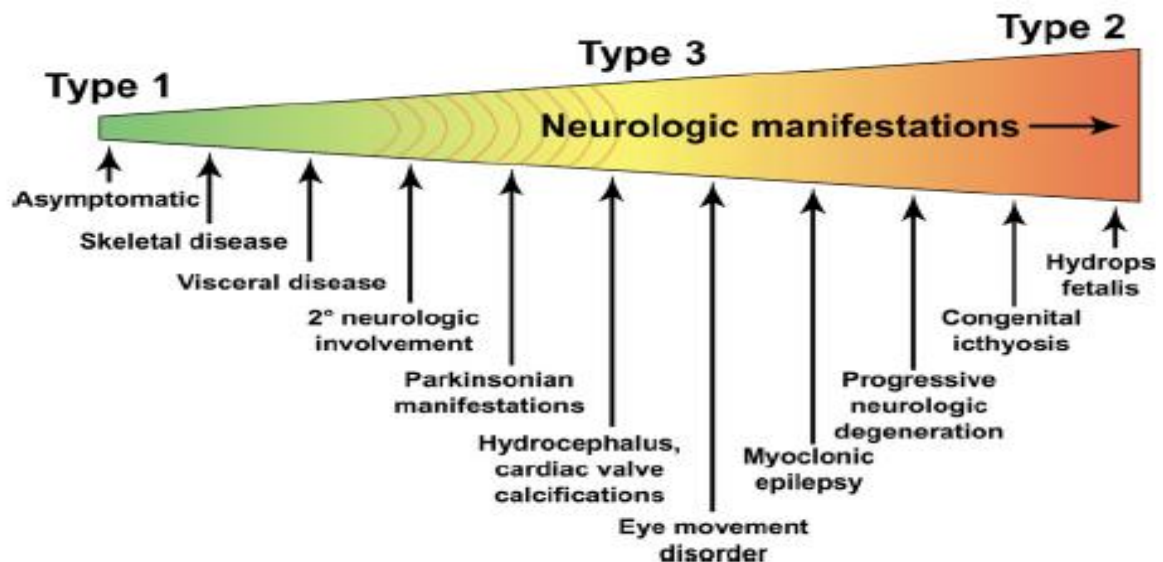 Type 1
Type 3
Type 2
Neurologic manifestations
Asymptomatic
Skeletal disease
Visceral disease
2° neurologic
involvement
Parkinsonian
manifestations
Hydrocephalus,
cardiac valve
calcifications
Eye movement
disorder
Myoclonic
epilepsy
Progressive
neurologic
degeneration
Congenital
icthyosis
Hydrops
fetalis